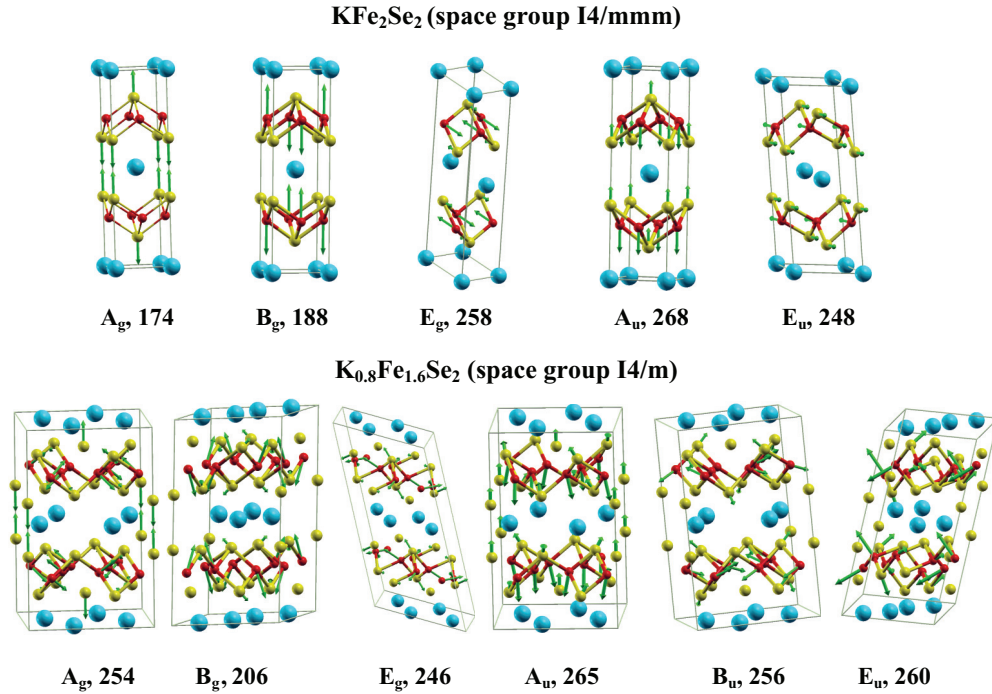 KFe₂Se₂ (space group I4/mmm)
A_g, 174 B_g, 188 E_g, 258 A_u, 268 E_u, 248
K₀.₈Fe₁.₆Se₂ (space group I4/m)
A_g, 254 B_g, 206 E_g, 246 A_u, 265 B_u, 256 E_u, 260